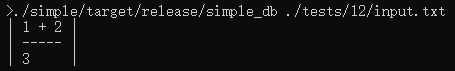 >./simple/target/release/simple_db ./tests/12/input.txt
| 1 + 2 |
| ----- |
| 3     |